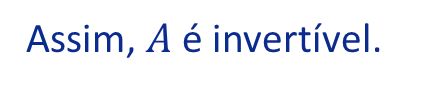 Assim, A é invertível.